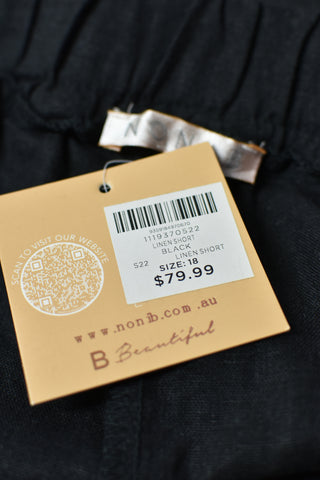 SCAN TO VISIT OUR WEBSITE
1119370S22
LINEN SHORT
BLACK
S22 LINEN SHORT
$79.99
SIZE: 18
www.nonib.com.au
B Beautiful